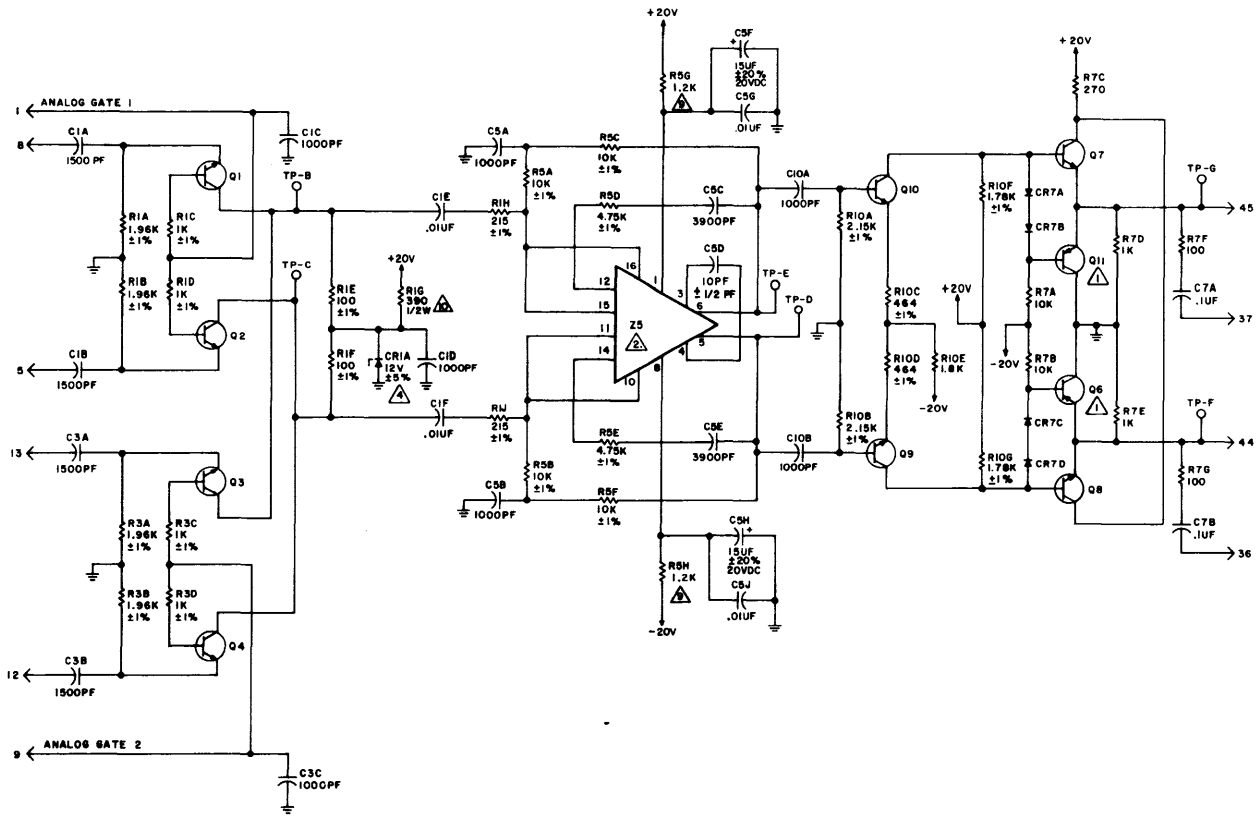 +20V
C5F
+
15UF
±20%
20VDC
R5G
1.2K
9
C5G
.01UF
+20V
R7C
270
1
ANALOG GATE 1
C1A
8
1500 PF
C1C
1000PF
Q1
TP-B
R1A
1.96K
±1%
R1C
1K
±1%
R1B
1.96K
±1%
R1D
1K
±1%
TP-C
Q2
C1B
5
1500PF
C1E
.01UF
R1H
215
±1%
R1E
100
±1%
+20V
R1G
390
1/2W
10
R1F
100
±1%
CR1A
12V
±5%
4
C1D
1000PF
C1F
.01UF
R1J
215
±1%
C5A
1000PF
R5C
10K
±1%
R5A
10K
±1%
R5D
4.75K
±1%
C5C
3900PF
C5D
10PF
± 1/2 PF
16
1
12
3
6
15
11
Z5
2.
14
4
5
10
8
TP-E
TP-D
R5E
4.75K
±1%
C5E
3900PF
R5B
10K
±1%
C5B
1000PF
R5F
10K
±1%
C5H
+
15UF
±20%
20VDC
R5H
1.2K
9
C5J
.01UF
-20V
C10A
1000PF
Q10
R10A
2.15K
±1%
R10C
464
±1%
R10D
464
±1%
R10E
1.8K
-20V
R10B
2.15K
±1%
C10B
1000PF
Q9
R10F
1.78K
±1%
+20V
R10G
1.78K
±1%
CR7A
CR7B
R7A
10K
-20V
R7B
10K
CR7C
CR7D
Q7
Q11
1
Q6
1
Q8
R7D
1K
R7E
1K
TP-G
45
R7F
100
C7A
.1UF
37
TP-F
44
R7G
100
C7B
.1UF
36
C3A
13
1500PF
Q3
R3A
1.96K
±1%
R3C
1K
±1%
R3B
1.96K
±1%
R3D
1K
±1%
Q4
C3B
12
1500PF
9
ANALOG GATE 2
C3C
1000PF